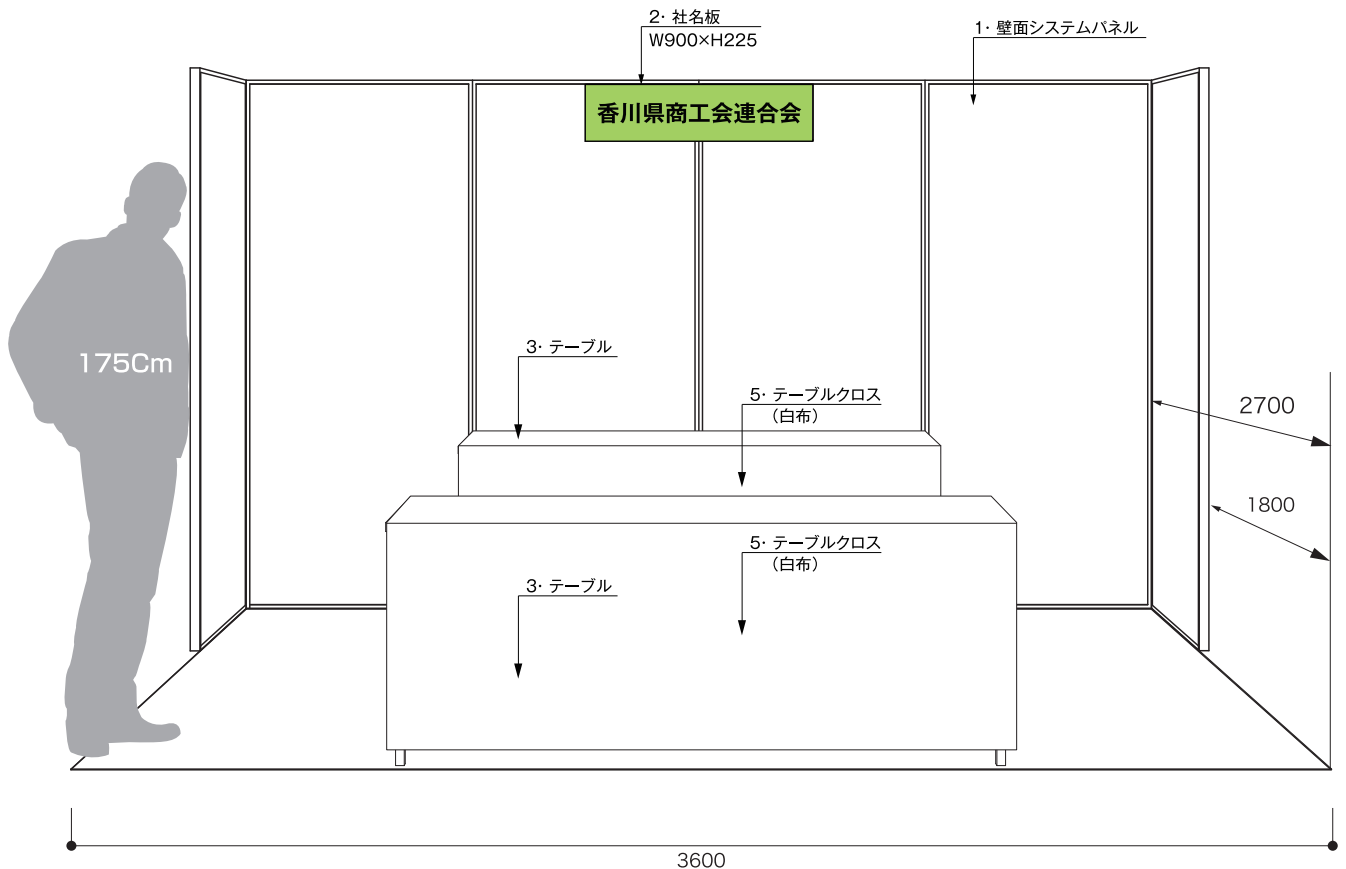 2・ 社名板
W900×H225
1・ 壁面システムパネル
香川県商工会連合会
175Cm
3・ テーブル
5・ テーブルクロス
（白布）
2700
1800
5・ テーブルクロス
（白布）
3・ テーブル
3600